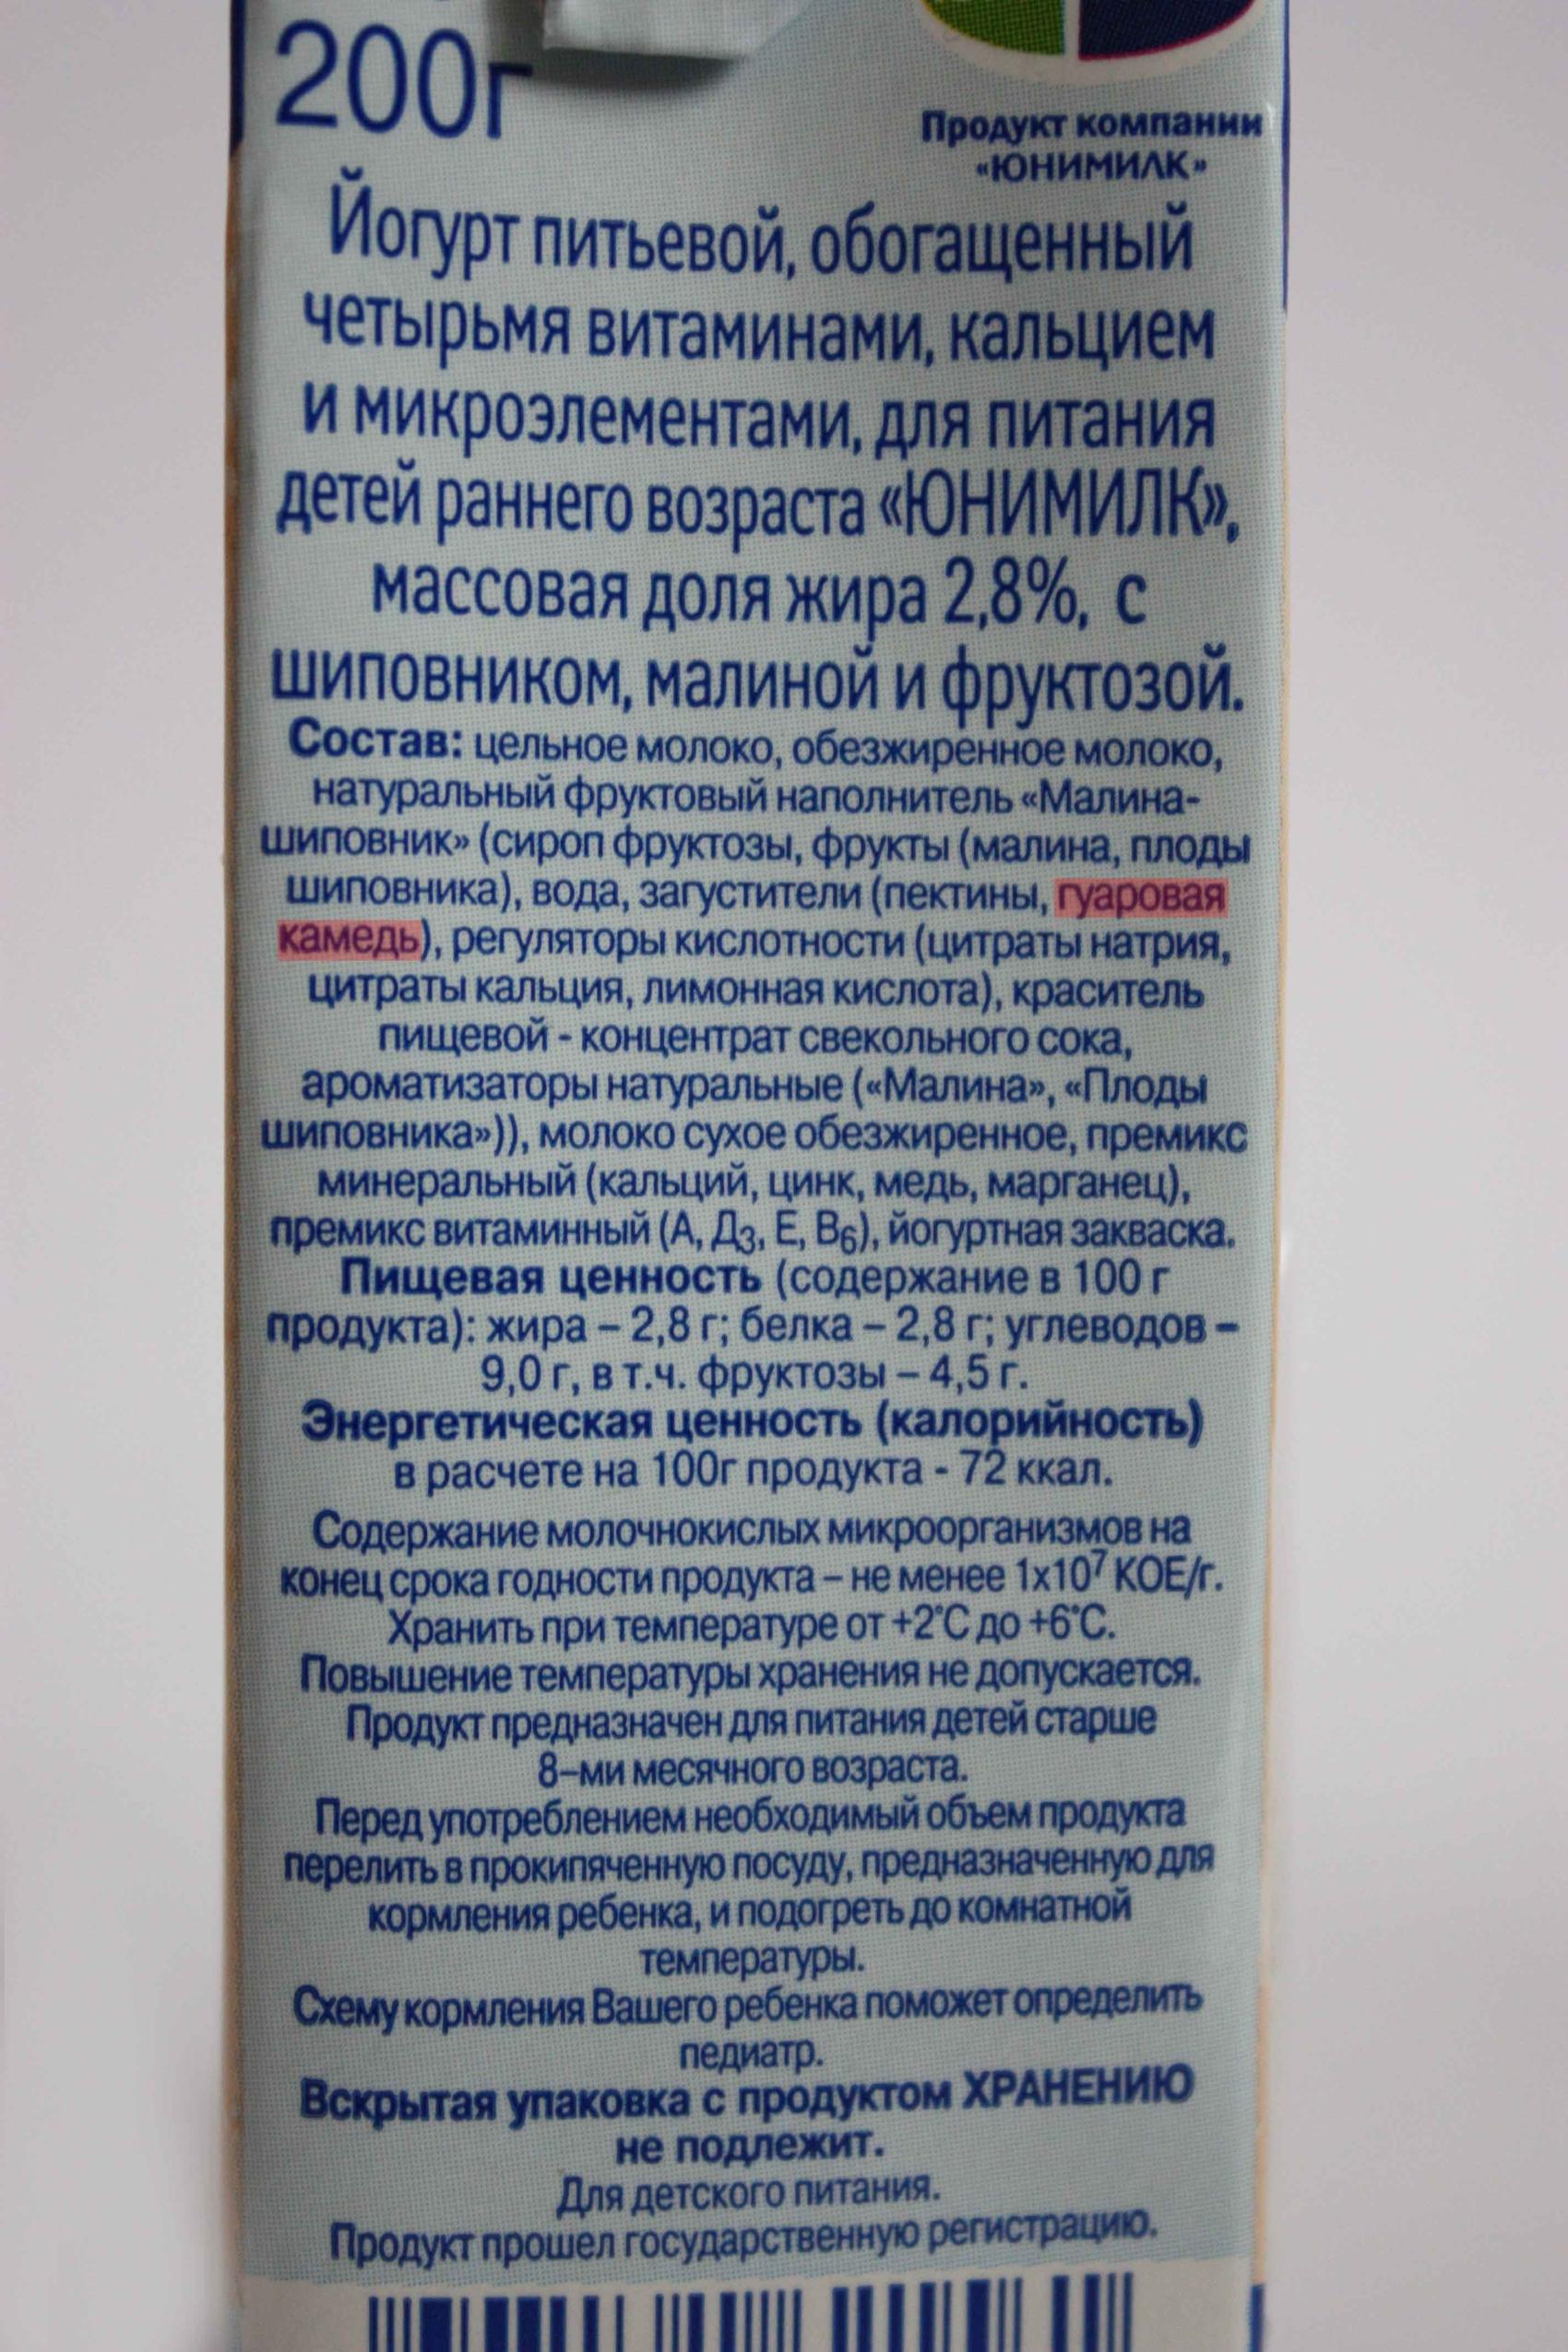 200г
Продукт компании
«ЮНИМИЛК»
Йогурт питьевой, обогащенный
четырьмя витаминами, кальцием
и микроэлементами, для питания
детей раннего возраста «ЮНИМИЛК»,
массовая доля жира 2,8%, с
шиповником, малиной и фруктозой.
Состав: цельное молоко, обезжиренное молоко,
натуральный фруктовый наполнитель «Малина-
шиповник» (сироп фруктозы, фрукты (малина, плоды
шиповника), вода, загустители (пектины, гуаровая
камедь), регуляторы кислотности (цитраты натрия,
цитраты кальция, лимонная кислота), краситель
пищевой - концентрат свекольного сока,
ароматизаторы натуральные («Малина», «Плоды
шиповника»)), молоко сухое обезжиренное, премикс
минеральный (кальций, цинк, медь, марганец),
премикс витаминный (А, Д3, Е, В6), йогуртная закваска.
Пищевая ценность (содержание в 100 г
продукта): жира – 2,8 г; белка – 2,8 г; углеводов –
9,0 г, в т.ч. фруктозы – 4,5 г.
Энергетическая ценность (калорийность)
в расчете на 100г продукта - 72 ккал.
Содержание молочнокислых микроорганизмов на
конец срока годности продукта – не менее 1х10⁷ КОЕ/г.
Хранить при температуре от +2°С до +6°С.
Повышение температуры хранения не допускается.
Продукт предназначен для питания детей старше
8–ми месячного возраста.
Перед употреблением необходимый объем продукта
перелить в прокипяченную посуду, предназначенную для
кормления ребенка, и подогреть до комнатной
температуры.
Схему кормления Вашего ребенка поможет определить
педиатр.
Вскрытая упаковка с продуктом ХРАНЕНИЮ
не подлежит.
Для детского питания.
Продукт прошел государственную регистрацию.